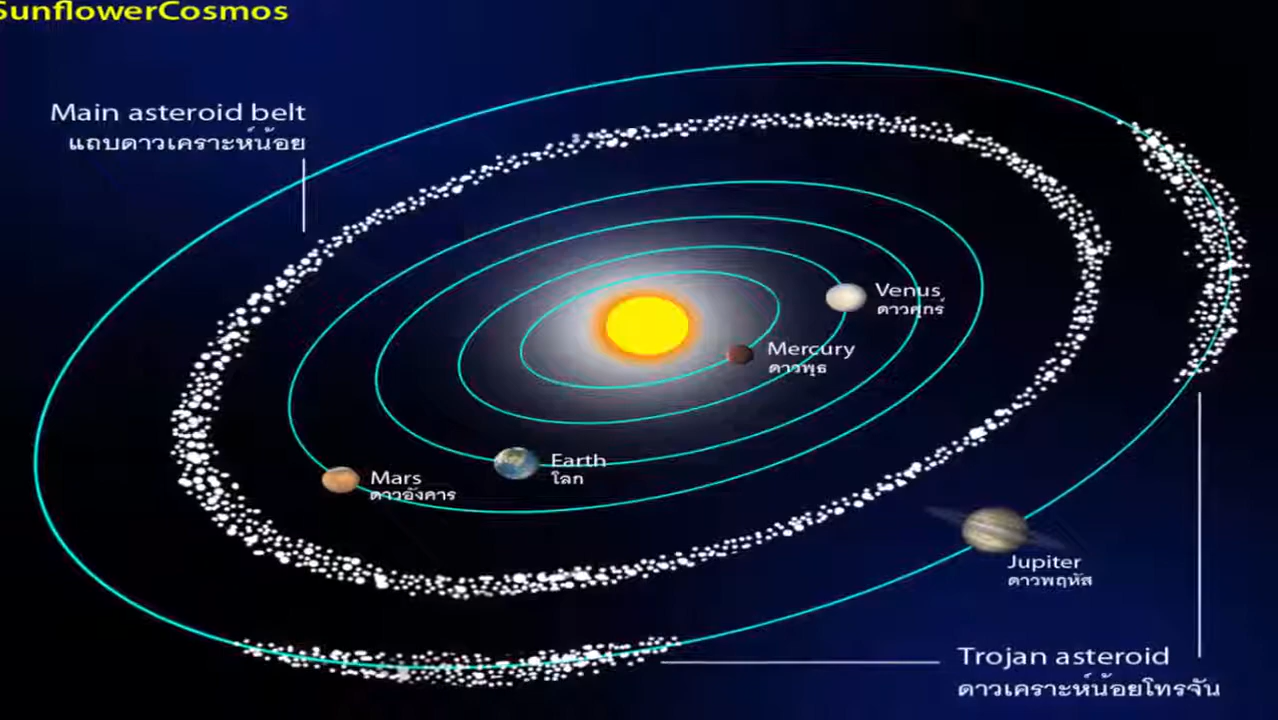 SunflowerCosmos
Main asteroid belt
แถบดาวเคราะห์น้อย
Venus
ดาวศุกร์
Mercury
ดาวพุธ
Earth
โลก
Mars
ดาวอังคาร
Jupiter
ดาวพฤหัส
Trojan asteroid
ดาวเคราะห์น้อยโทรจัน